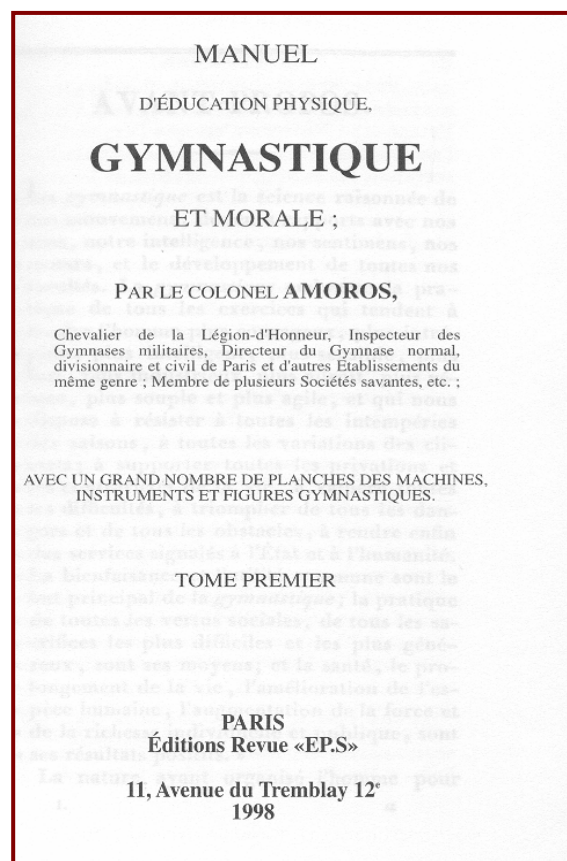 MANUEL
D'ÉDUCATION PHYSIQUE,
GYMNASTIQUE
ET MORALE ;
PAR LE COLONEL AMOROS,
Chevalier de la Légion-d'Honneur, Inspecteur des
Gymnases militaires, Directeur du Gymnase normal,
divisionnaire et civil de Paris et d'autres Etablissements du
même genre ; Membre de plusieurs Sociétés savantes, etc. ;
AVEC UN GRAND NOMBRE DE PLANCHES DES MACHINES,
INSTRUMENTS ET FIGURES GYMNASTIQUES.
TOME PREMIER
PARIS
Éditions Revue «EP.S»
11, Avenue du Tremblay 12e
1998